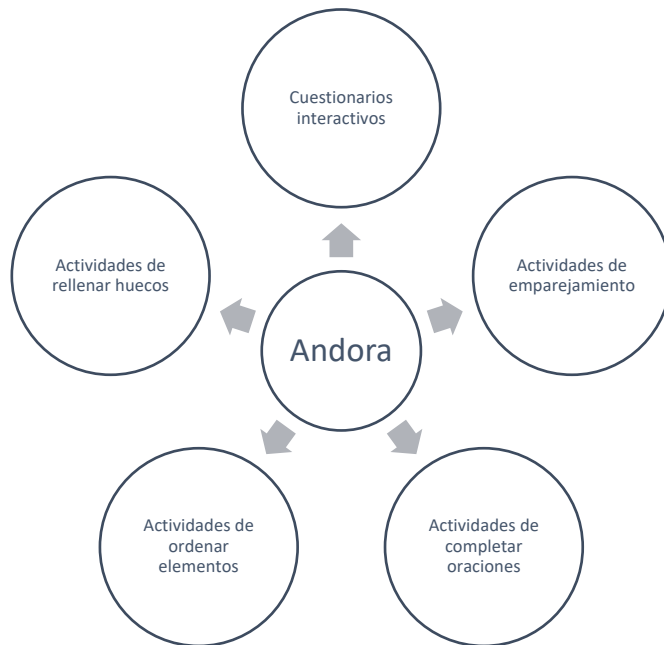 Cuestionarios
interactivos
Actividades de
rellenar huecos
Actividades de
emparejamiento
Andora
Actividades de
ordenar
elementos
Actividades de
completar
oraciones